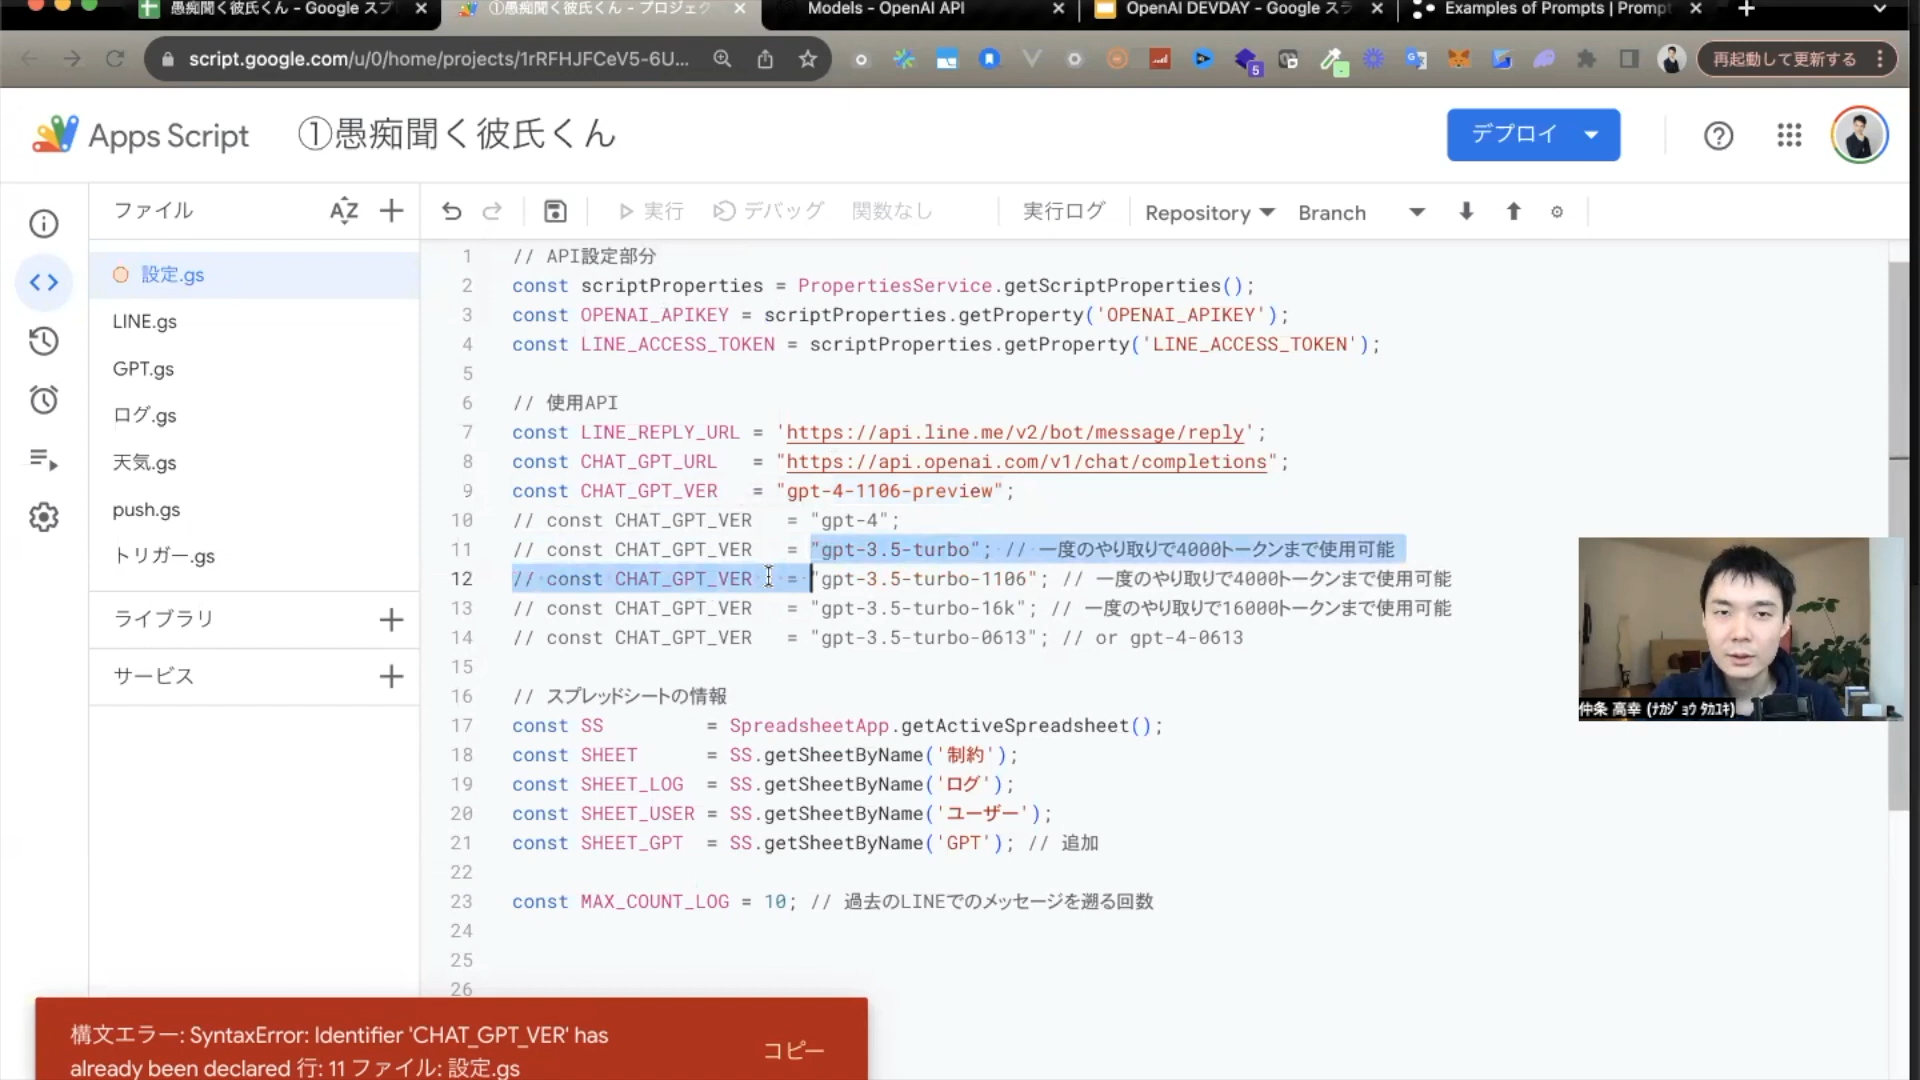 愚痴聞く彼氏くん - Google スプ
①愚痴聞く彼氏くん - プロジェク
Models - OpenAI API
OpenAI DEVDAY - Google スラ
Examples of Prompts | Prompt
script.google.com/u/0/home/projects/1rRFHJFCeV5-6U...
5
再起動して更新する
Apps Script
①愚痴聞く彼氏くん
デプロイ
ファイル
AZ
実行
デバッグ
関数なし
実行ログ
Repository
Branch
設定.gs
LINE.gs
GPT.gs
ログ.gs
天気.gs
push.gs
トリガー.gs
ライブラリ
サービス
1 // API設定部分
2 const scriptProperties = PropertiesService.getScriptProperties();
3 const OPENAI_APIKEY = scriptProperties.getProperty('OPENAI_APIKEY');
4 const LINE_ACCESS_TOKEN = scriptProperties.getProperty('LINE_ACCESS_TOKEN');
5
6 // 使用API
7 const LINE_REPLY_URL = 'https://api.line.me/v2/bot/message/reply';
8 const CHAT_GPT_URL = "https://api.openai.com/v1/chat/completions";
9 const CHAT_GPT_VER = "gpt-4-1106-preview";
10 // const CHAT_GPT_VER = "gpt-4";
11 // const CHAT_GPT_VER = "gpt-3.5-turbo"; // 一度のやり取りで4000トークンまで使用可能
12 // const CHAT_GPT_VER = "gpt-3.5-turbo-1106"; // 一度のやり取りで4000トークンまで使用可能
13 // const CHAT_GPT_VER = "gpt-3.5-turbo-16k"; // 一度のやり取りで16000トークンまで使用可能
14 // const CHAT_GPT_VER = "gpt-3.5-turbo-0613"; // or gpt-4-0613
15
16 // スプレッドシートの情報
17 const SS = SpreadsheetApp.getActiveSpreadsheet();
18 const SHEET = SS.getSheetByName('制約');
19 const SHEET_LOG = SS.getSheetByName('ログ');
20 const SHEET_USER = SS.getSheetByName('ユーザー');
21 const SHEET_GPT = SS.getSheetByName('GPT'); // 追加
22
23 const MAX_COUNT_LOG = 10; // 過去のLINEでのメッセージを遡る回数
24
25
26
仲条 高幸 (ﾅｶｼﾞｮｳ ﾀｶﾕｷ)
構文エラー: SyntaxError: Identifier 'CHAT_GPT_VER' has
already been declared 行: 11 ファイル: 設定.gs
コピー